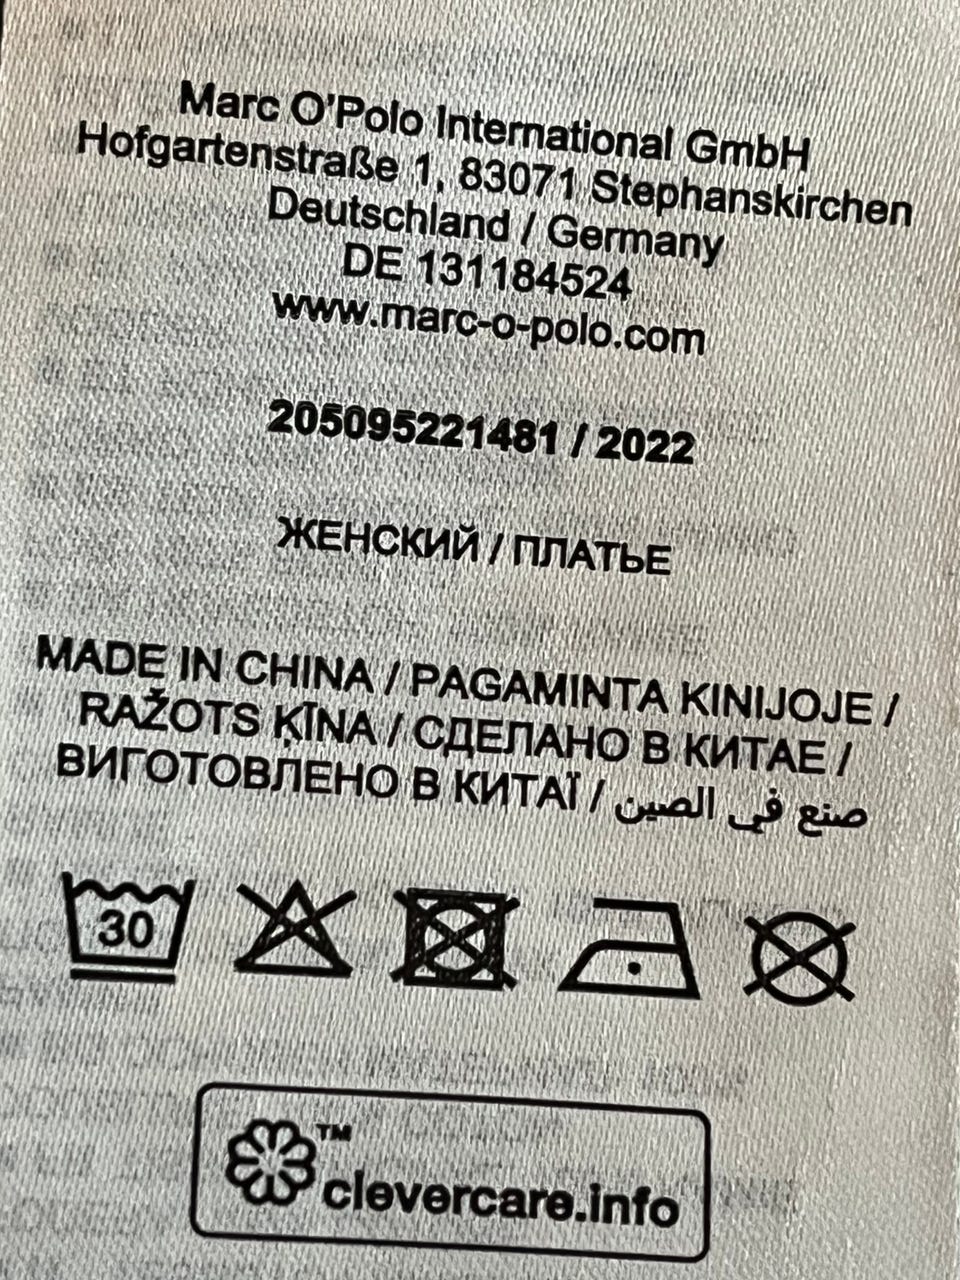 Marc O'Polo International GmbH
Hofgartenstraße 1, 83071 Stephanskirchen
Deutschland / Germany
DE 131184524
www.marc-o-polo.com
205095221481 / 2022
ЖЕНСКИЙ / ПЛАТЬЕ
MADE IN CHINA / PAGAMINTA KINIJOJE /
RAŽOTS ĶĪNA / СДЕЛАНО В КИТАЕ /
ВИГОТОВЛЕНО В КИТАЇ / صنع في الصين
30
™
clevercare.info